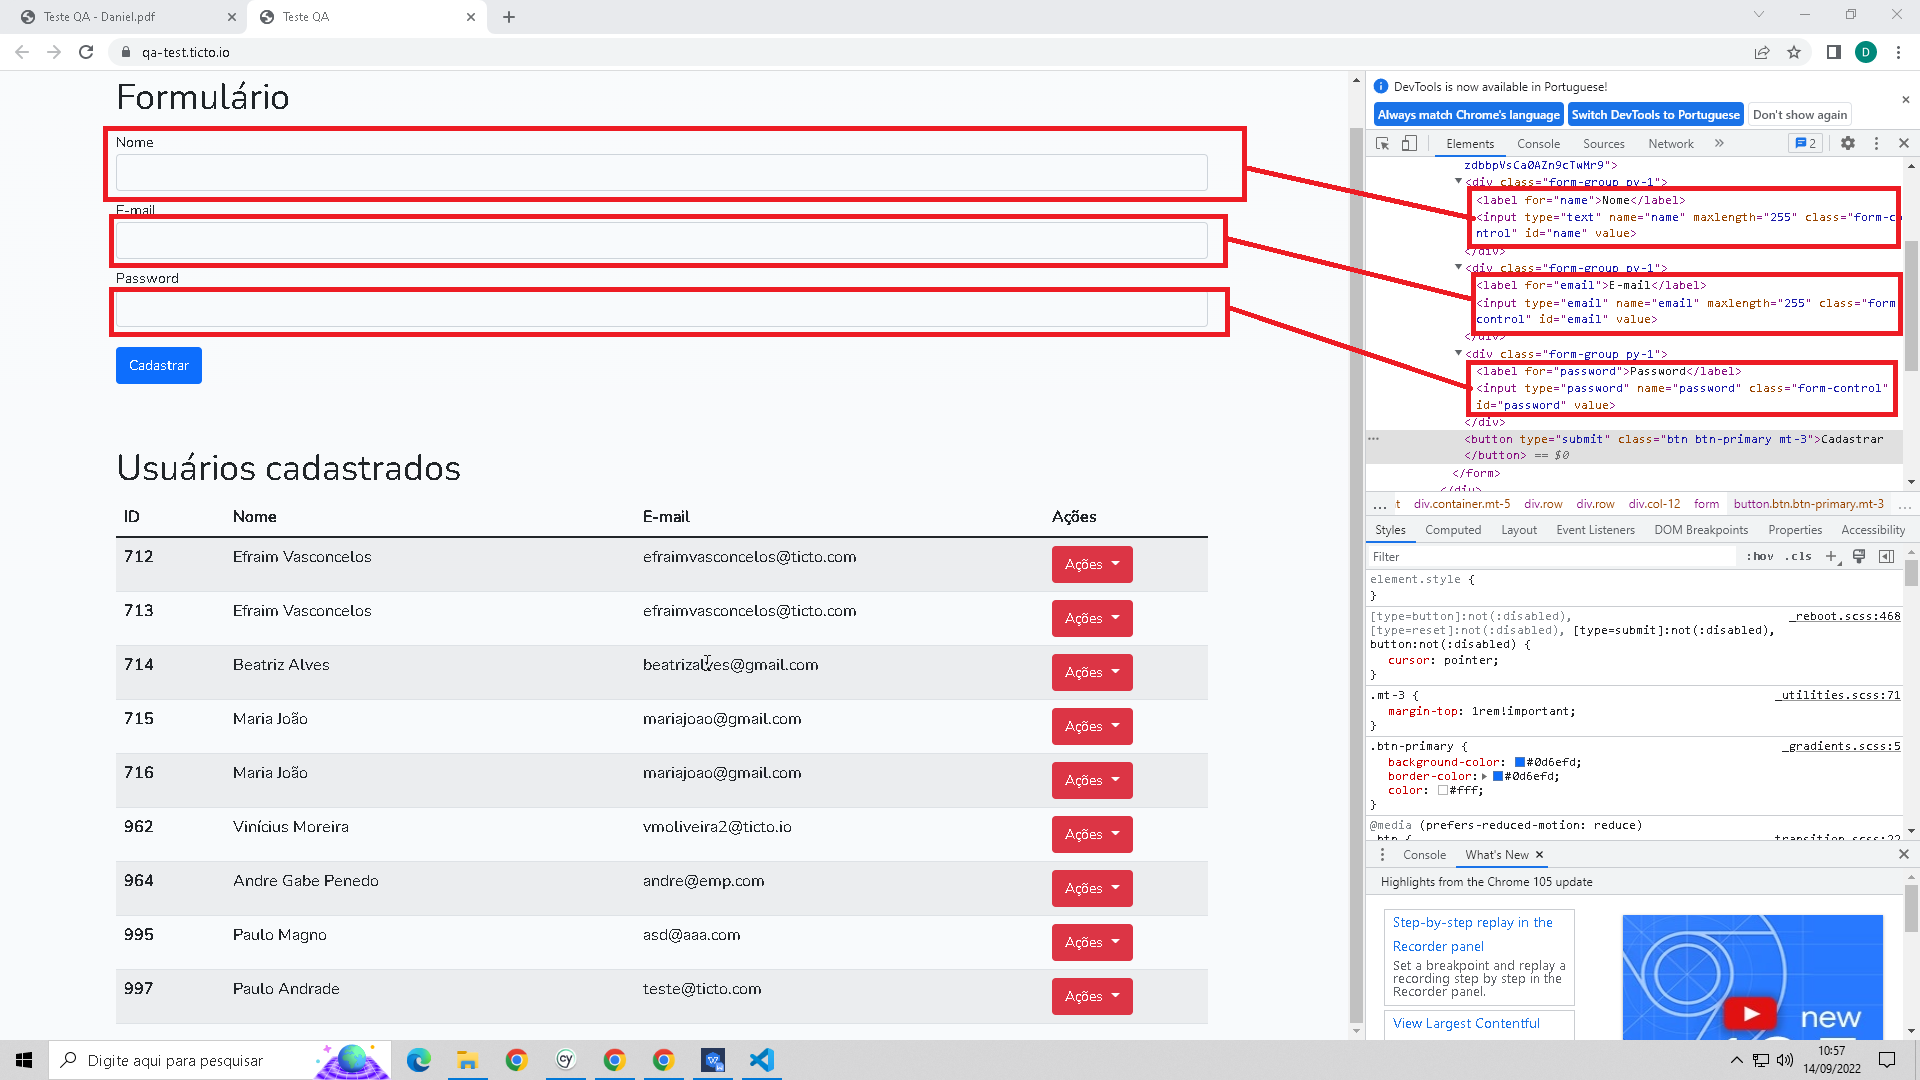 Teste QA - Daniel.pdf
Teste QA
qa-test.ticto.io
D
Formulário
Nome
E-mail
Password
Cadastrar
Usuários cadastrados
ID Nome E-mail Ações
712 Efraim Vasconcelos efraimvasconcelos@ticto.com Ações
713 Efraim Vasconcelos efraimvasconcelos@ticto.com Ações
714 Beatriz Alves beatrizalves@gmail.com Ações
715 Maria João mariajoao@gmail.com Ações
716 Maria João mariajoao@gmail.com Ações
962 Vinícius Moreira vmoliveira2@ticto.io Ações
964 Andre Gabe Penedo andre@emp.com Ações
995 Paulo Magno asd@aaa.com Ações
997 Paulo Andrade teste@ticto.com Ações
DevTools is now available in Portuguese!
Always match Chrome's language Switch DevTools to Portuguese Don't show again
Elements Console Sources Network » 2
zdbbpVsCa0AZn9cTwMr9">
<div class="form-group py-1">
<label for="name">Nome</label>
<input type="text" name="name" maxlength="255" class="form-co
ntrol" id="name" value>
</div>
<div class="form-group py-1">
<label for="email">E-mail</label>
<input type="email" name="email" maxlength="255" class="form-
control" id="email" value>
</div>
<div class="form-group py-1">
<label for="password">Password</label>
<input type="password" name="password" class="form-control"
id="password" value>
</div>
<button type="submit" class="btn btn-primary mt-3">Cadastrar
</button> == $0
</form>
</div>
... t div.container.mt-5 div.row div.row div.col-12 form button.btn.btn-primary.mt-3 ...
Styles Computed Layout Event Listeners DOM Breakpoints Properties Accessibility
Filter :hov .cls +
element.style {
}
[type=button]:not(:disabled), _reboot.scss:468
[type=reset]:not(:disabled), [type=submit]:not(:disabled),
button:not(:disabled) {
cursor: pointer;
}
.mt-3 { _utilities.scss:71
margin-top: 1rem!important;
}
.btn-primary { _gradients.scss:5
background-color: #0d6efd;
border-color: #0d6efd;
color: #fff;
}
@media (prefers-reduced-motion: reduce)
.btn { _transition.scss:22
Console What's New
Highlights from the Chrome 105 update
Step-by-step replay in the
Recorder panel
Set a breakpoint and replay a
recording step by step in the
Recorder panel.
View Largest Contentful
new
Digite aqui para pesquisar
cy
10:57
14/09/2022